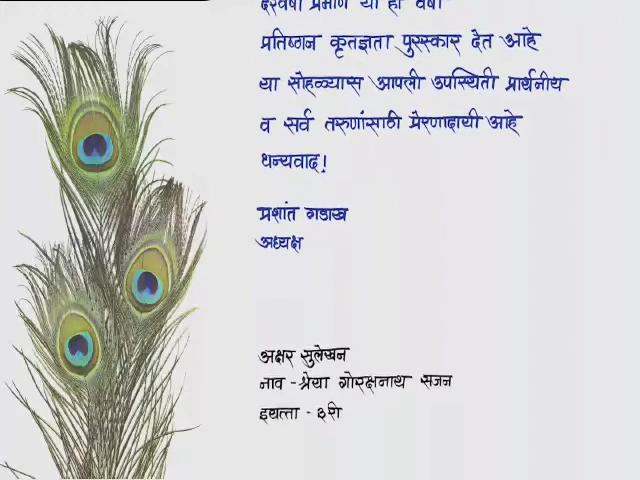 दरवर्षी प्रमाणे या ही वर्षी
प्रतिष्ठान कृतज्ञता पुरस्कार देत आहे
या सोहळ्यास आपली उपस्थिती प्रार्थनीय
व सर्व तरुणांसाठी प्रेरणादायी आहे
धन्यवाद!
प्रशांत गडाख
अध्यक्ष
अक्षर सुलेखन
नाव - श्रेया गोरक्षनाथ सजन
इयत्ता - ३री